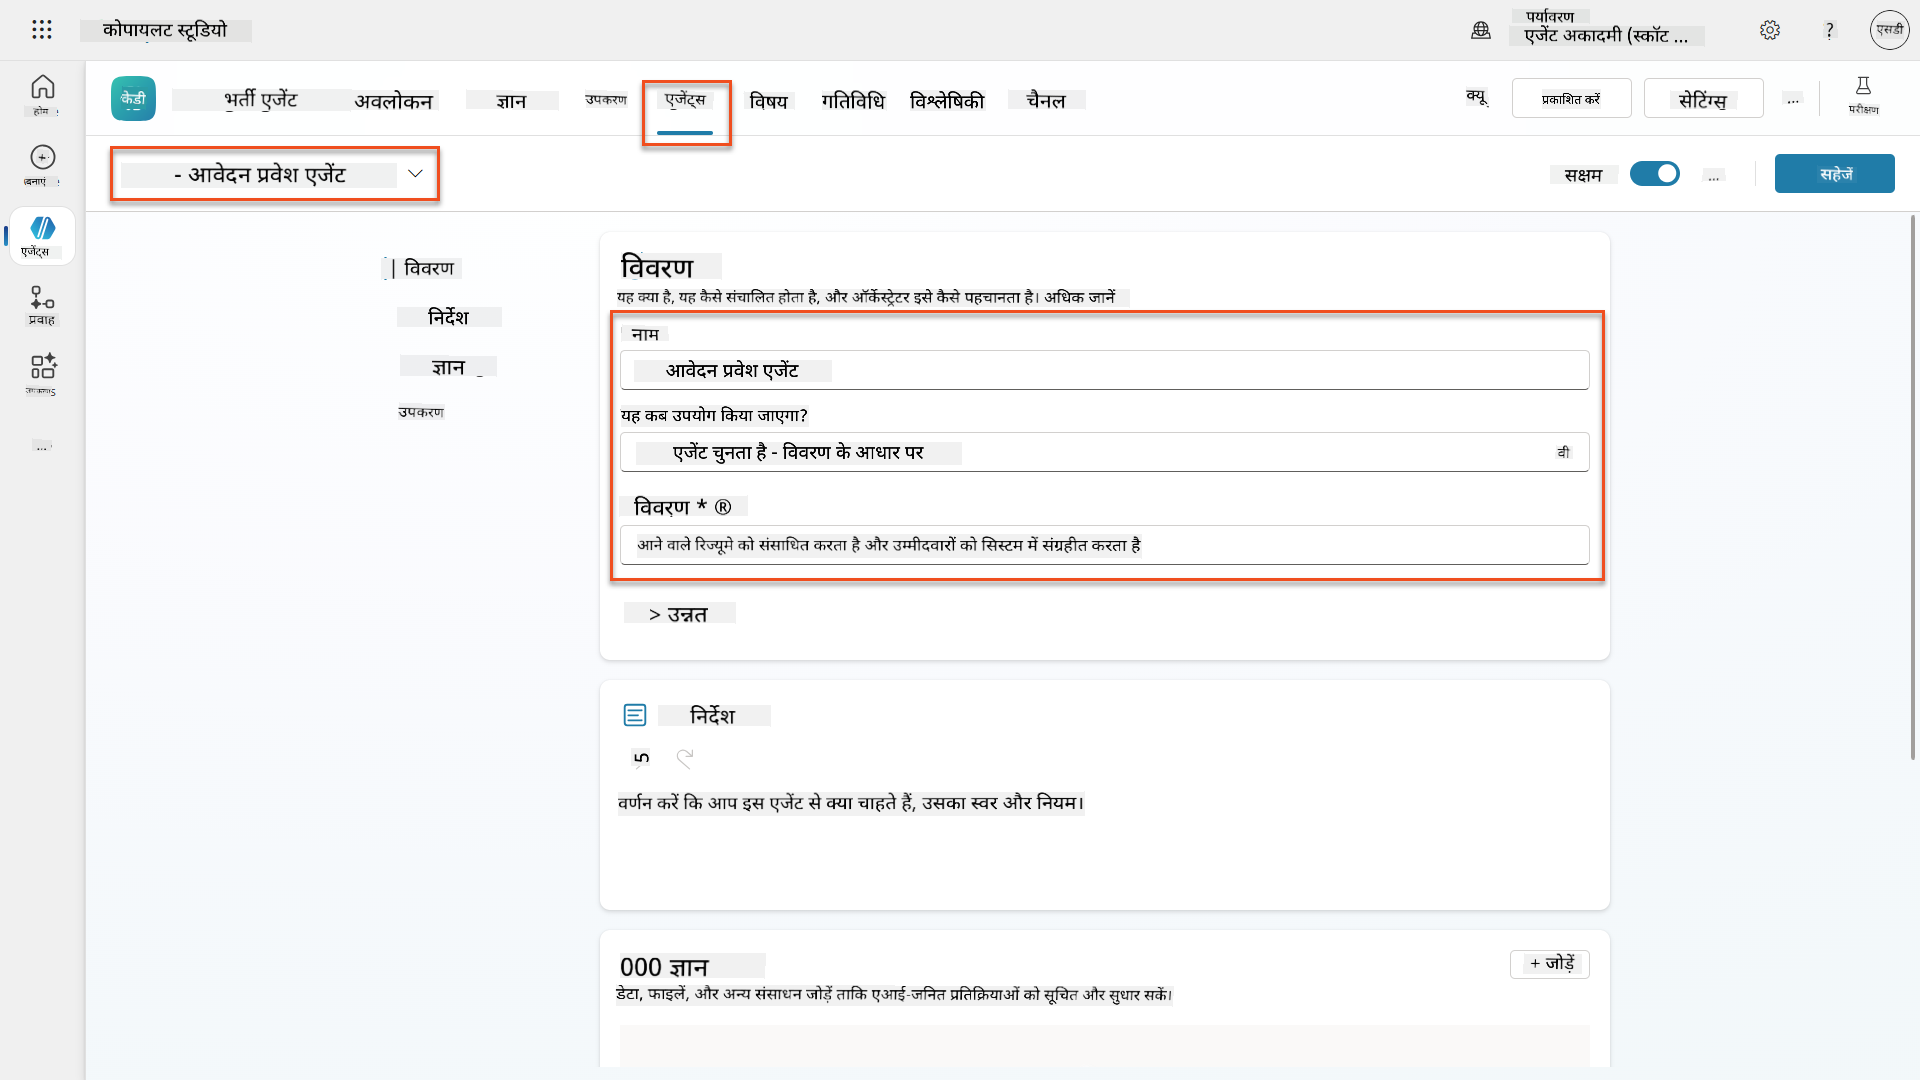 कोपायलट स्टूडियो
पर्यावरण
एजेंट अकादमी (स्कॉट ...
?
एसडी
होम
बनाएं
एजेंट्स
प्रवाह
...
केडी
भर्ती एजेंट
अवलोकन
ज्ञान
उपकरण
एजेंट्स
विषय
गतिविधि
विश्लेषिकी
चैनल
क्यू
प्रकाशित करें
सेटिंग्स
...
परीक्षण
- आवेदन प्रवेश एजेंट
सक्षम
...
सहेजें
| विवरण
निर्देश
ज्ञान
उपकरण
विवरण
यह क्या है, यह कैसे संचालित होता है, और ऑर्केस्ट्रेटर इसे कैसे पहचानता है। अधिक जानें
नाम
आवेदन प्रवेश एजेंट
यह कब उपयोग किया जाएगा?
एजेंट चुनता है - विवरण के आधार पर
वी
विवरण * ®
आने वाले रिज्यूमे को संसाधित करता है और उम्मीदवारों को सिस्टम में संग्रहीत करता है
> उन्नत
निर्देश
वर्णन करें कि आप इस एजेंट से क्या चाहते हैं, उसका स्वर और नियम।
000 ज्ञान
+ जोड़ें
डेटा, फाइलें, और अन्य संसाधन जोड़ें ताकि एआई-जनित प्रतिक्रियाओं को सूचित और सुधार सकें।